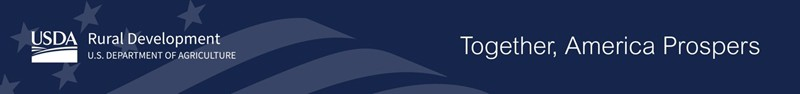 USDA
Rural Development
U.S. DEPARTMENT OF AGRICULTURE
Together, America Prospers